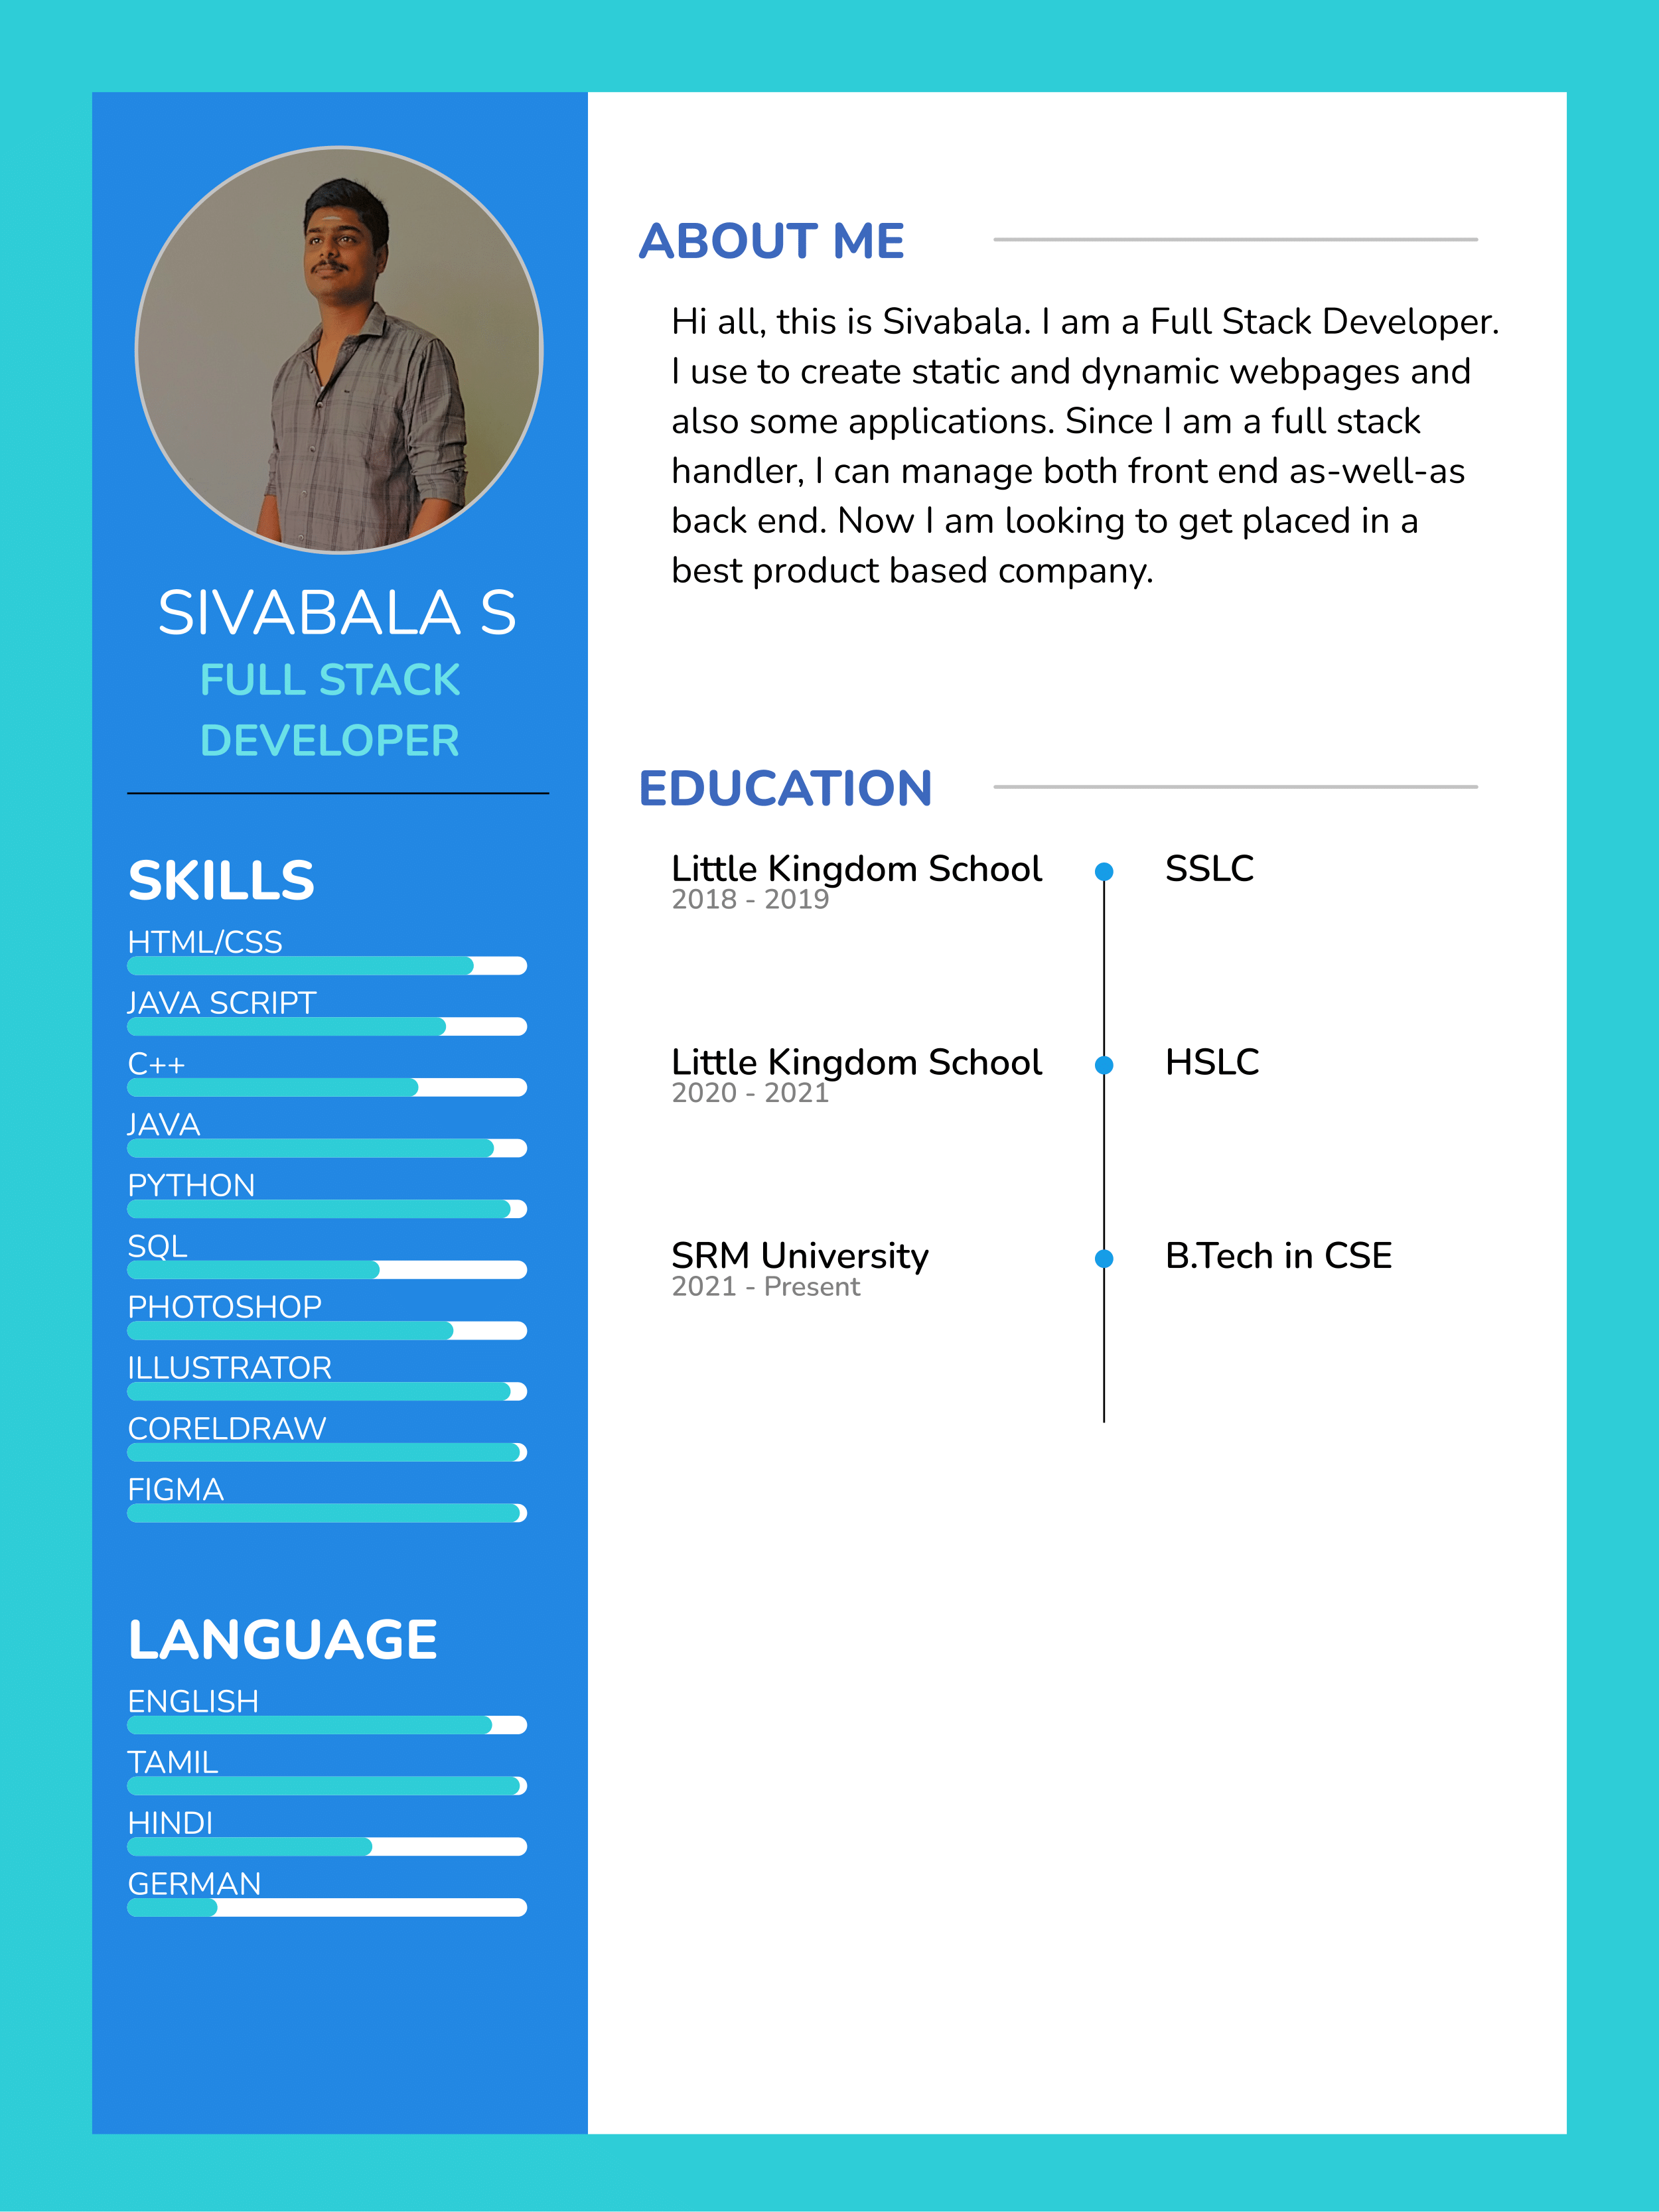 SIVABALA S
FULL STACK
DEVELOPER
SKILLS
HTML/CSS
JAVA SCRIPT
C++
JAVA
PYTHON
SQL
PHOTOSHOP
ILLUSTRATOR
CORELDRAW
FIGMA
LANGUAGE
ENGLISH
TAMIL
HINDI
GERMAN
ABOUT ME
Hi all, this is Sivabala. I am a Full Stack Developer.
I use to create static and dynamic webpages and
also some applications. Since I am a full stack
handler, I can manage both front end as-well-as
back end. Now I am looking to get placed in a
best product based company.
EDUCATION
Little Kingdom School
2018 - 2019
SSLC
Little Kingdom School
2020 - 2021
HSLC
SRM University
2021 - Present
B.Tech in CSE